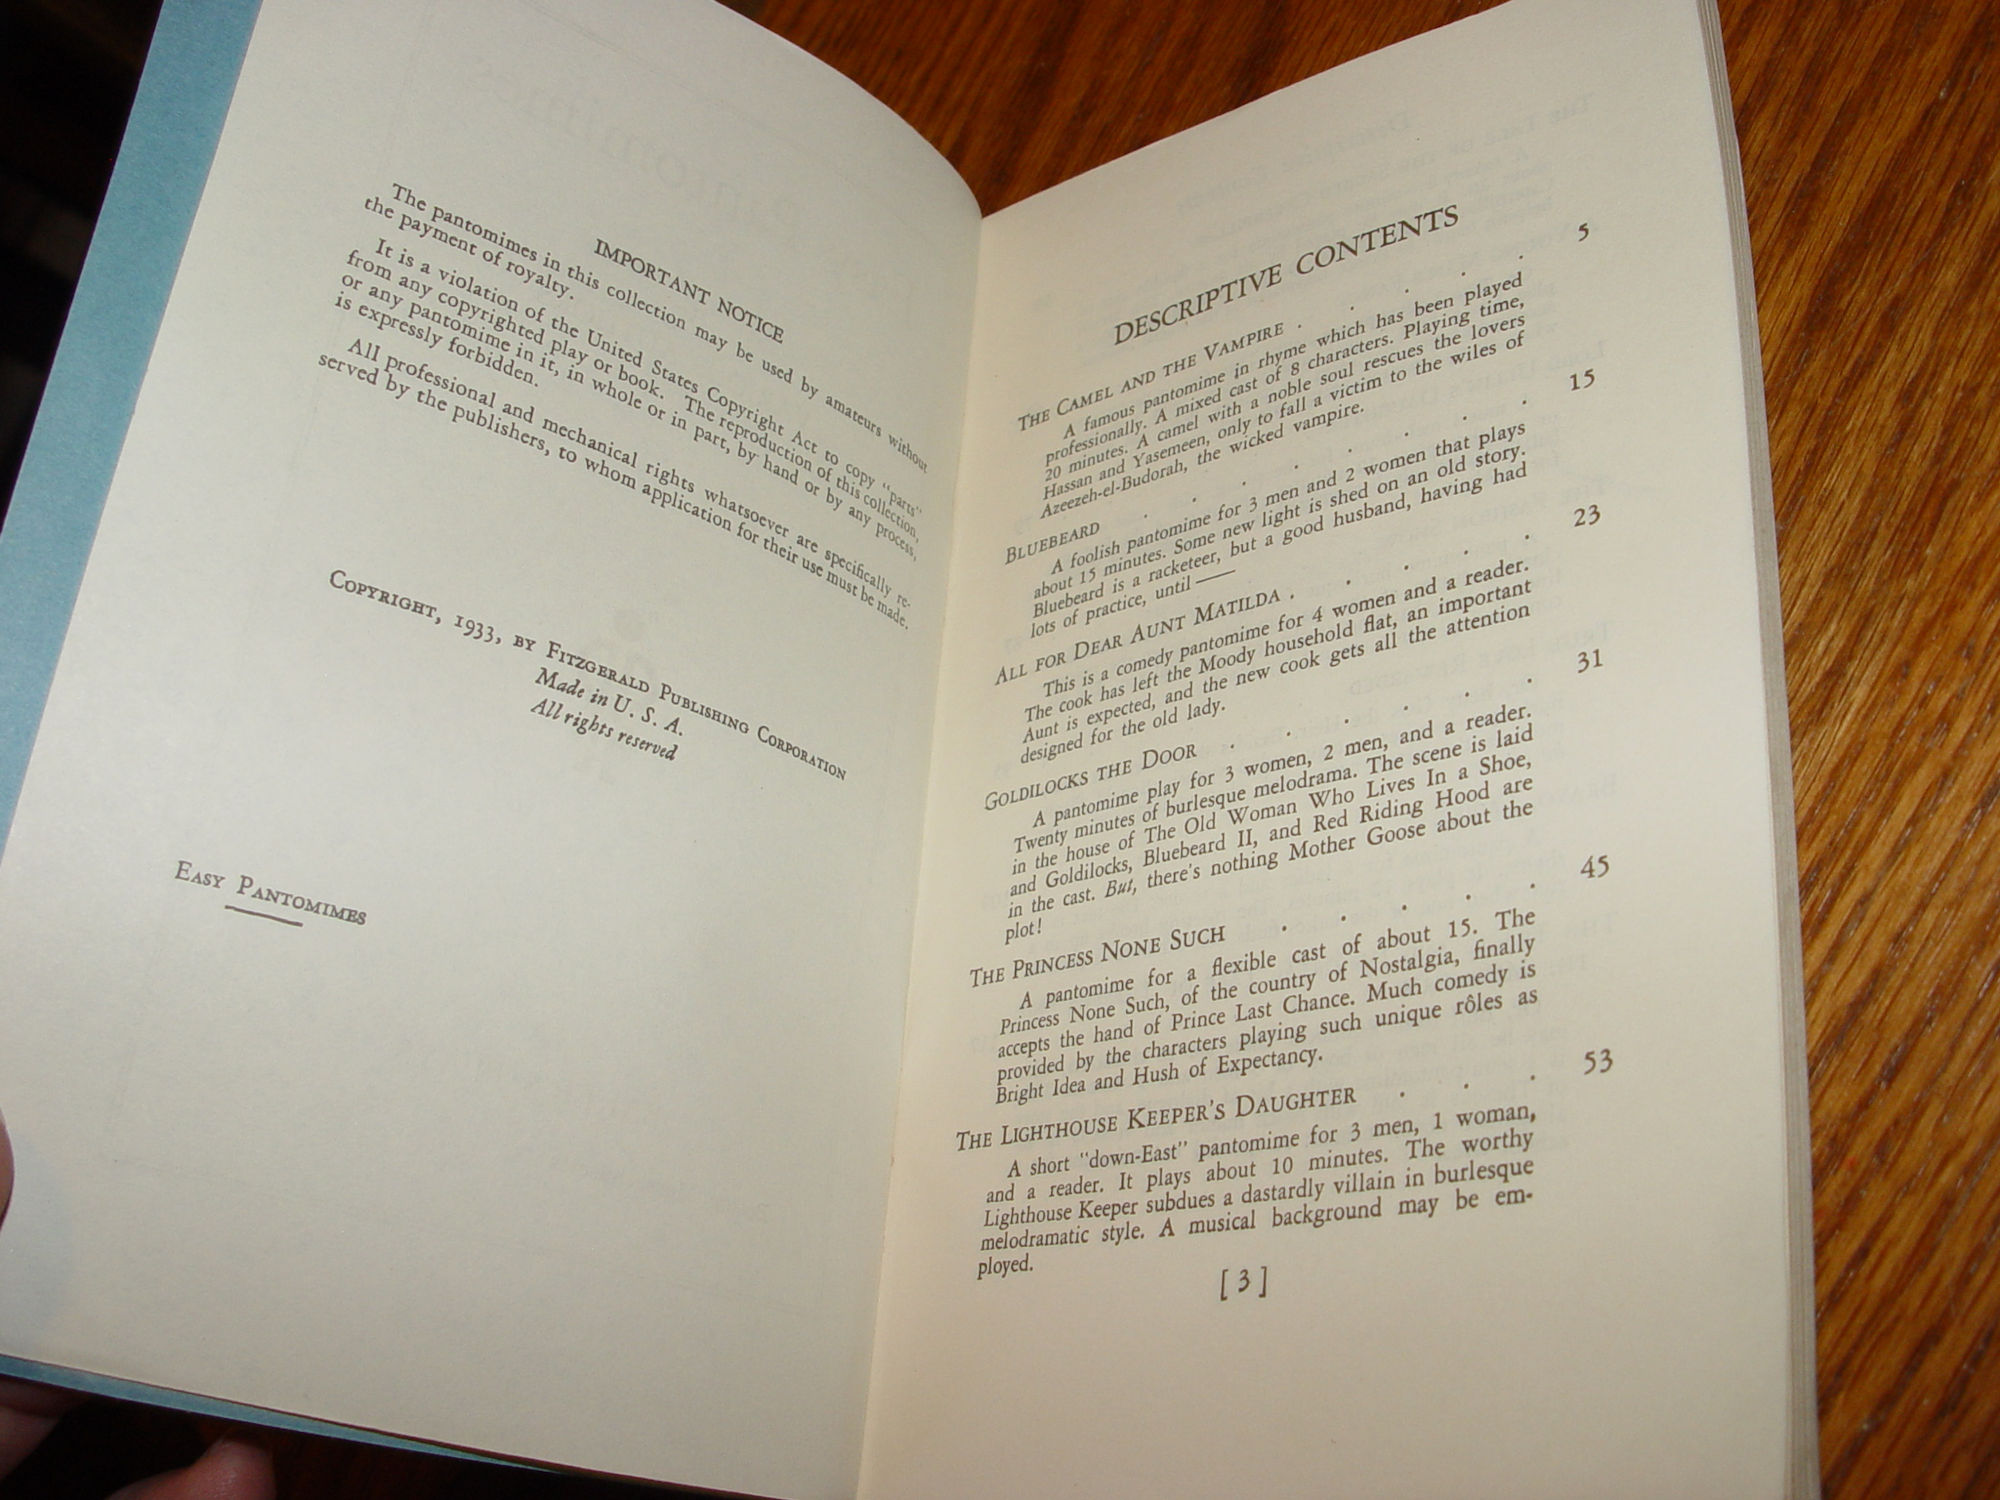 IMPORTANT NOTICE
The pantomimes in this collection may be used by amateurs without
the payment of royalty.
It is a violation of the United States Copyright Act to copy "parts"
from any copyrighted play or book. The reproduction of this collection,
or any pantomime in it, in whole or in part, by hand or by any process,
is expressly forbidden.
All professional and mechanical rights whatsoever are specifically re-
served by the publishers, to whom application for their use must be made.
COPYRIGHT, 1933, BY FITZGERALD PUBLISHING CORPORATION
Made in U. S. A.
All rights reserved
EASY PANTOMIMES
DESCRIPTIVE CONTENTS
THE CAMEL AND THE VAMPIRE . . . . . 5
A famous pantomime in rhyme which has been played
professionally. A mixed cast of 8 characters. Playing time,
20 minutes. A camel with a noble soul rescues the lovers
Hassan and Yasemeen, only to fall a victim to the wiles of
Azeezeh-el-Budorah, the wicked vampire.
BLUEBEARD . . . . . . . . 15
A foolish pantomime for 3 men and 2 women that plays
about 15 minutes. Some new light is shed on an old story.
Bluebeard is a racketeer, but a good husband, having had
lots of practice, until ——
ALL FOR DEAR AUNT MATILDA . . . . . 23
This is a comedy pantomime for 4 women and a reader.
The cook has left the Moody household flat, an important
Aunt is expected, and the new cook gets all the attention
designed for the old lady.
GOLDILOCKS THE DOOR . . . . . . 31
A pantomime play for 3 women, 2 men, and a reader.
Twenty minutes of burlesque melodrama. The scene is laid
in the house of The Old Woman Who Lives In a Shoe,
and Goldilocks, Bluebeard II, and Red Riding Hood are
in the cast. But, there's nothing Mother Goose about the
plot!
THE PRINCESS NONE SUCH . . . . . 45
A pantomime for a flexible cast of about 15. The
Princess None Such, of the country of Nostalgia, finally
accepts the hand of Prince Last Chance. Much comedy is
provided by the characters playing such unique rôles as
Bright Idea and Hush of Expectancy.
THE LIGHTHOUSE KEEPER'S DAUGHTER . . . 53
A short "down-East" pantomime for 3 men, 1 woman,
and a reader. It plays about 10 minutes. The worthy
Lighthouse Keeper subdues a dastardly villain in burlesque
melodramatic style. A musical background may be em-
ployed.
[ 3 ]